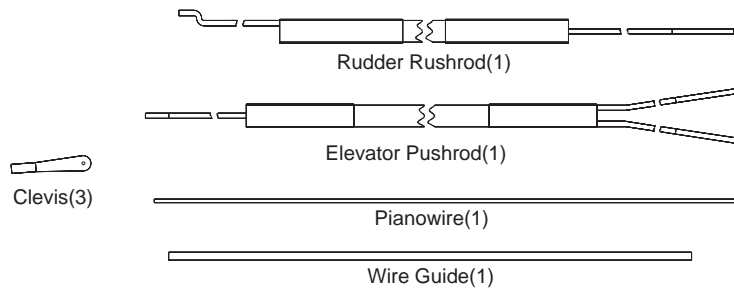 Rudder Rushrod(1)
Elevator Pushrod(1)
Clevis(3)
Pianowire(1)
Wire Guide(1)